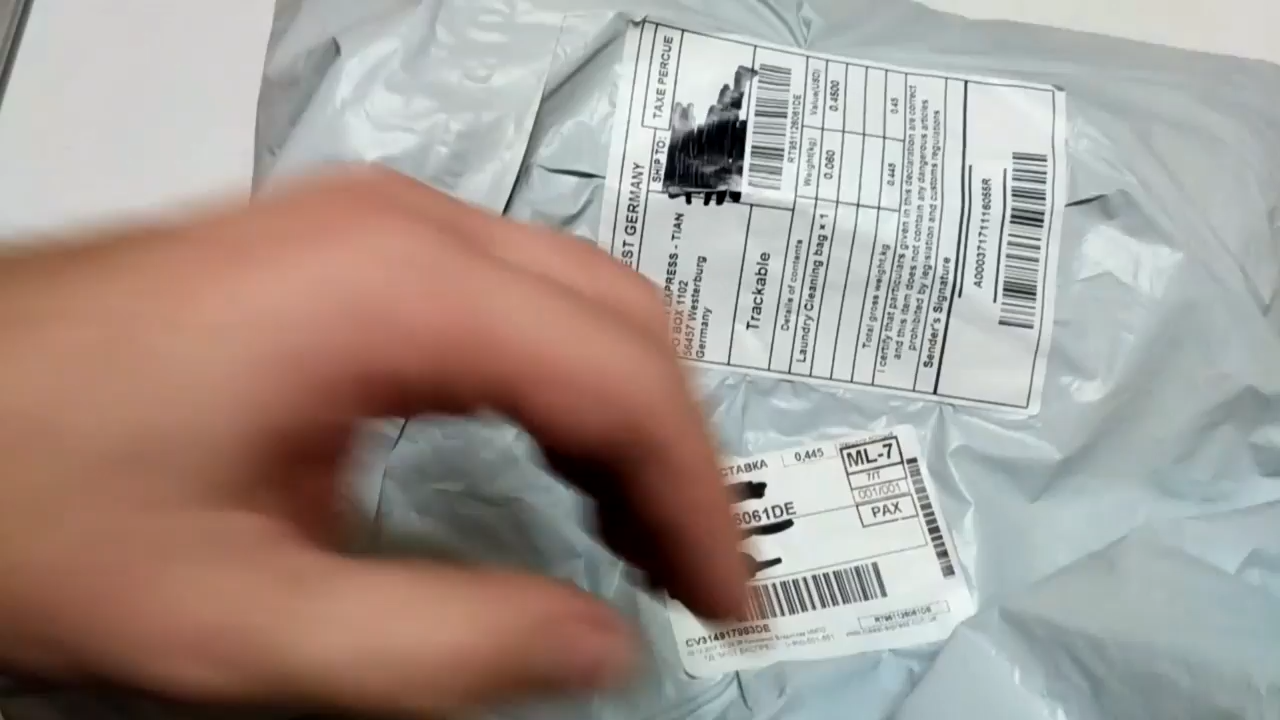 EST GERMANY
SHIP TO:
TAXE PERCUE
EXPRESS - TIAN
O BOX 1102
56457 Westerburg
Germany
RT951126061DE
Trackable
Details of contents
Weight(kg)
Value(USD)
Laundry Cleaning bag x 1
0.060
0.4500
Total gross weight,kg
0.445
0.45
I certify that particulars given in this declaration are correct
and this item does not contain any dangerous articles
prohibited by legislation and customs regulations
Sender's Signature
A000371711116055R
СТАВКА
0,445
ML-7
7/Т
001/001
6061DE
PAX
CV314917993DE
RT951126061DE